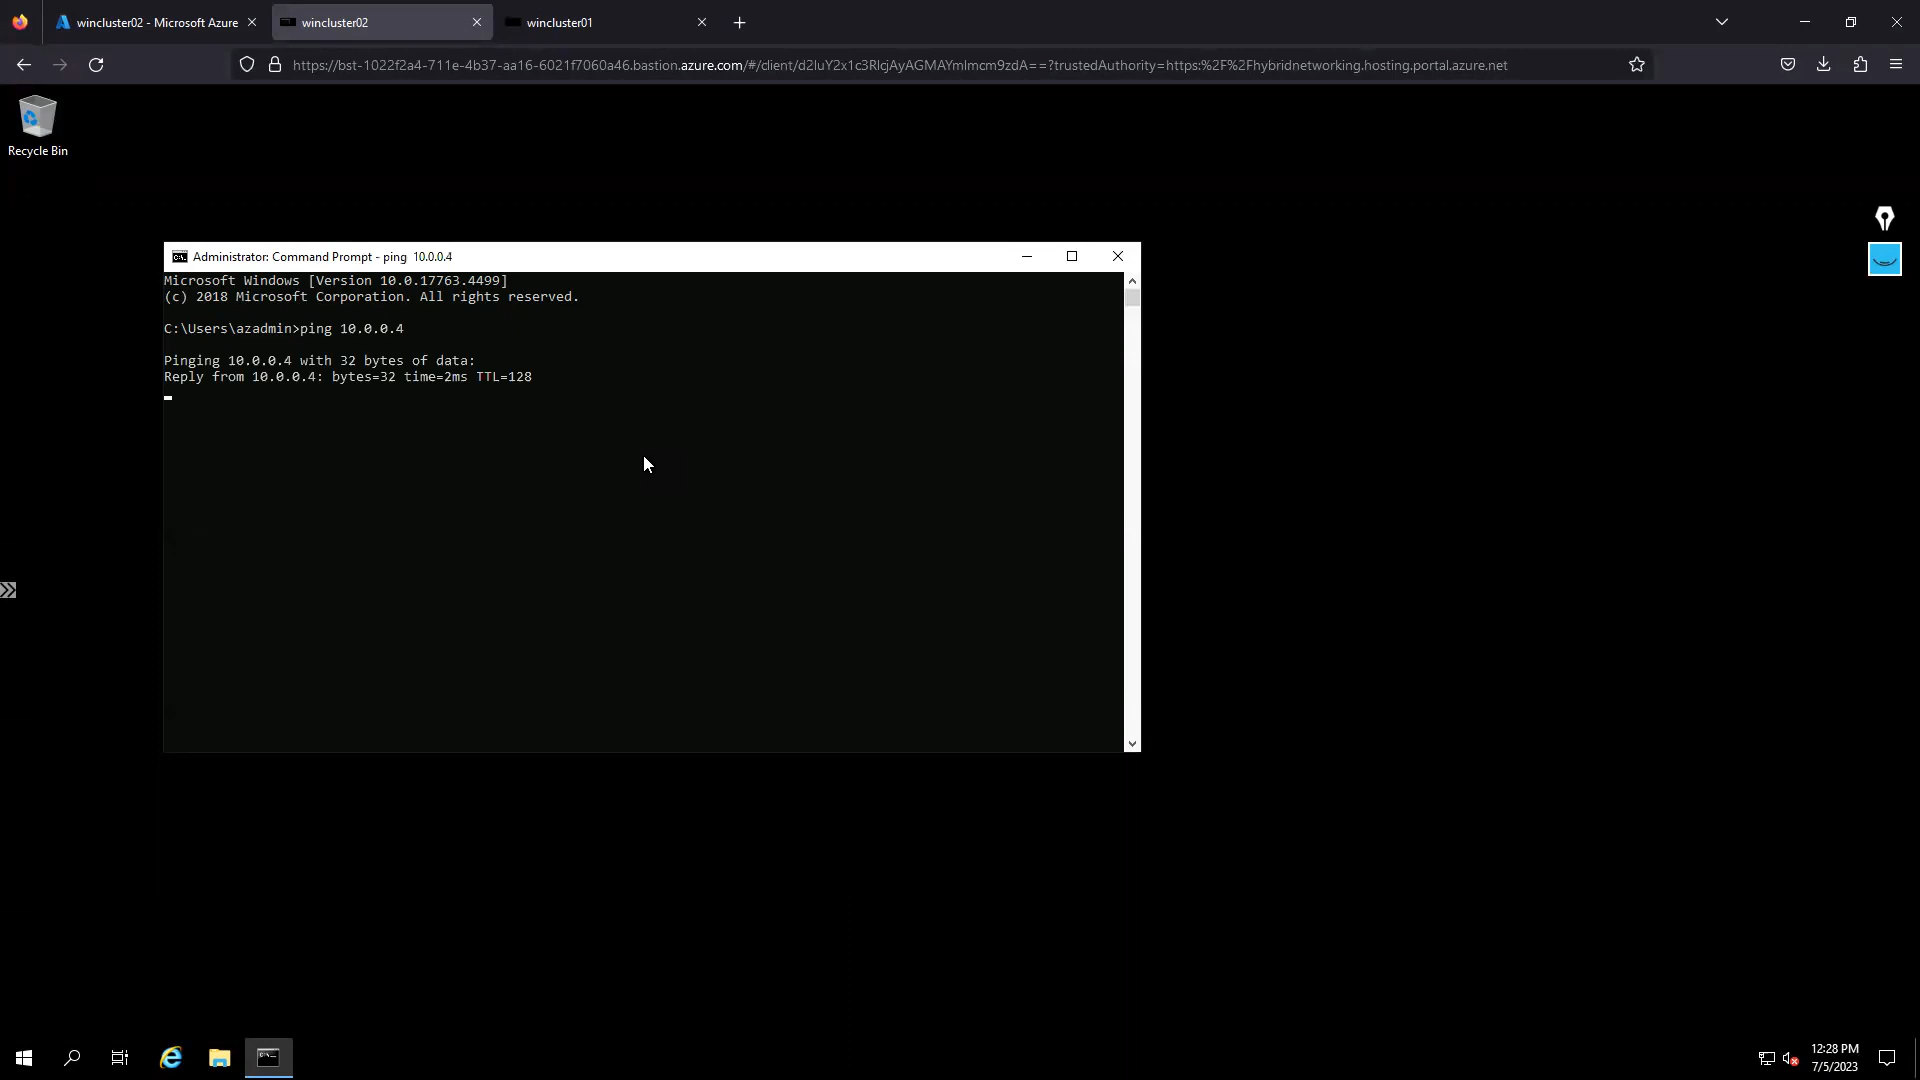 wincluster02 - Microsoft Azure
wincluster02
wincluster01
https://bst-1022f2a4-711e-4b37-aa16-6021f7060a46.bastion.azure.com/#/client/d2luY2x1c3RlcjAyAGMAYmlmcm9zdA==?trustedAuthority=https:%2F%2Fhybridnetworking.hosting.portal.azure.net
Recycle Bin
Administrator: Command Prompt - ping 10.0.0.4
Microsoft Windows [Version 10.0.17763.4499]
(c) 2018 Microsoft Corporation. All rights reserved.
C:\Users\azadmin>ping 10.0.0.4
Pinging 10.0.0.4 with 32 bytes of data:
Reply from 10.0.0.4: bytes=32 time=2ms TTL=128
12:28 PM
7/5/2023